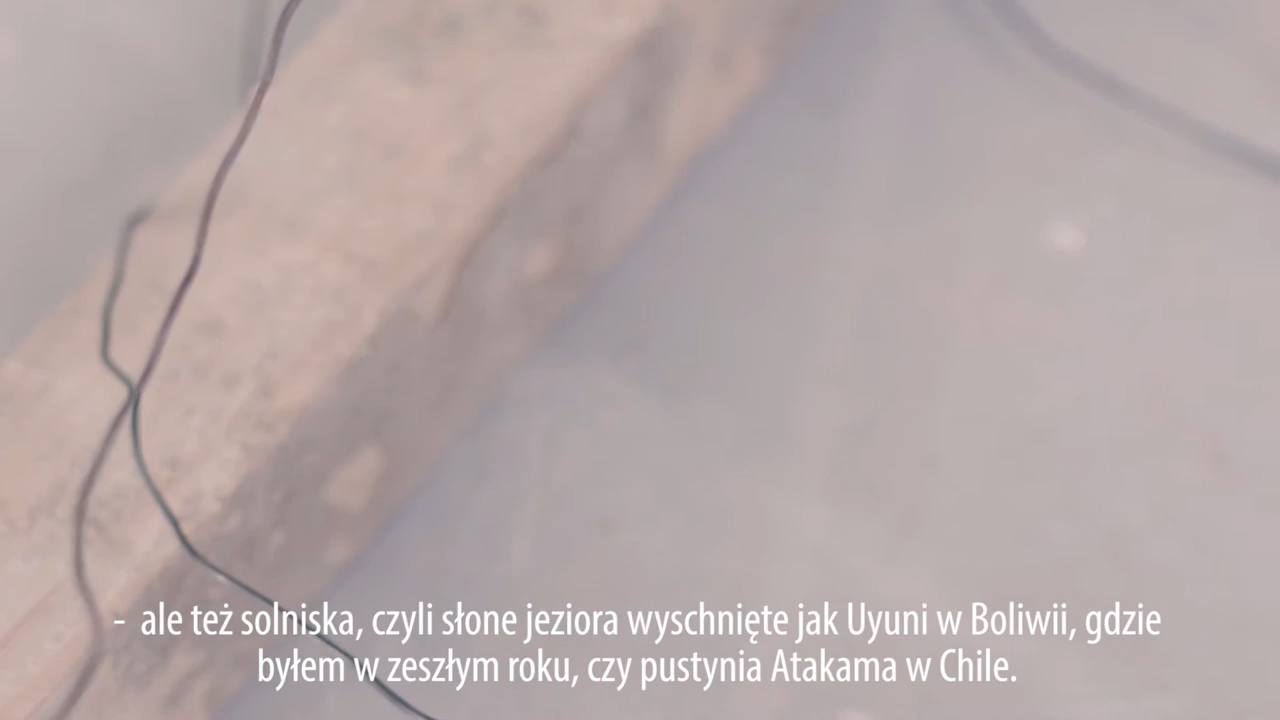 - ale też solniska, czyli słone jeziora wyschnięte jak Uyuni w Boliwii, gdzie
byłem w zeszłym roku, czy pustynia Atakama w Chile.